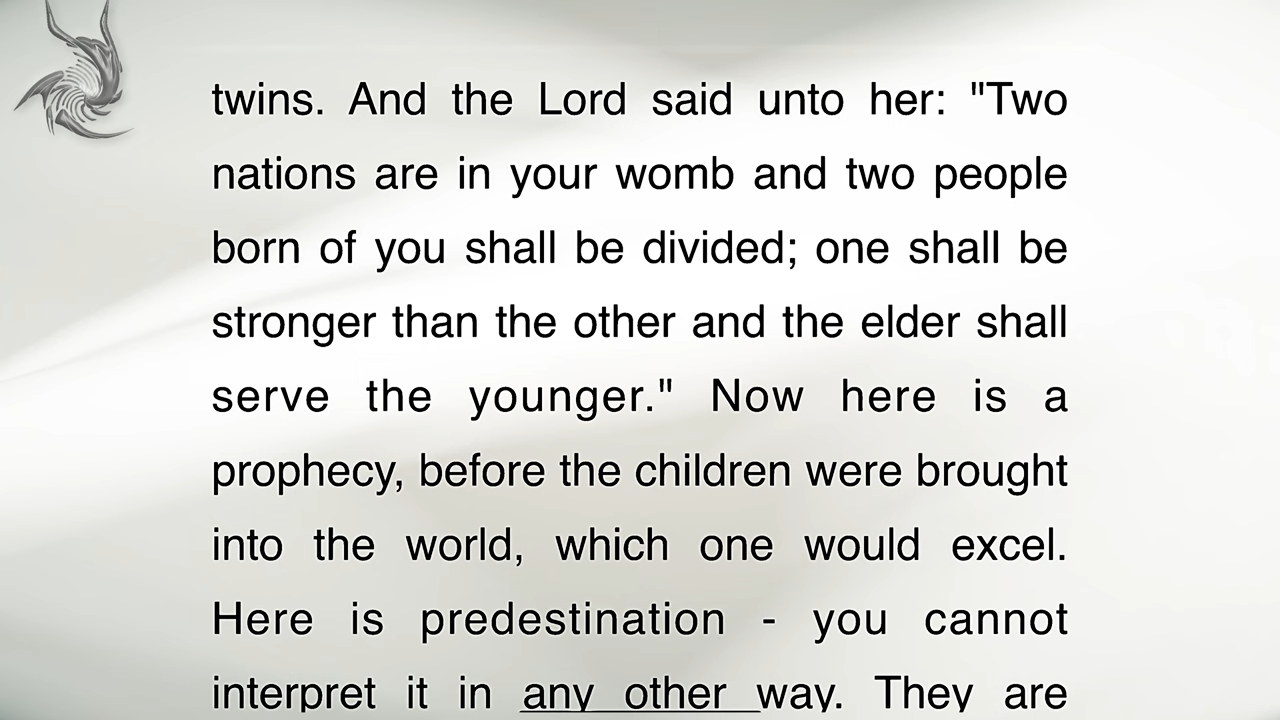 twins. And the Lord said unto her: "Two
nations are in your womb and two people
born of you shall be divided; one shall be
stronger than the other and the elder shall
serve the younger." Now here is a
prophecy, before the children were brought
into the world, which one would excel.
Here is predestination - you cannot
interpret it in any other way. They are